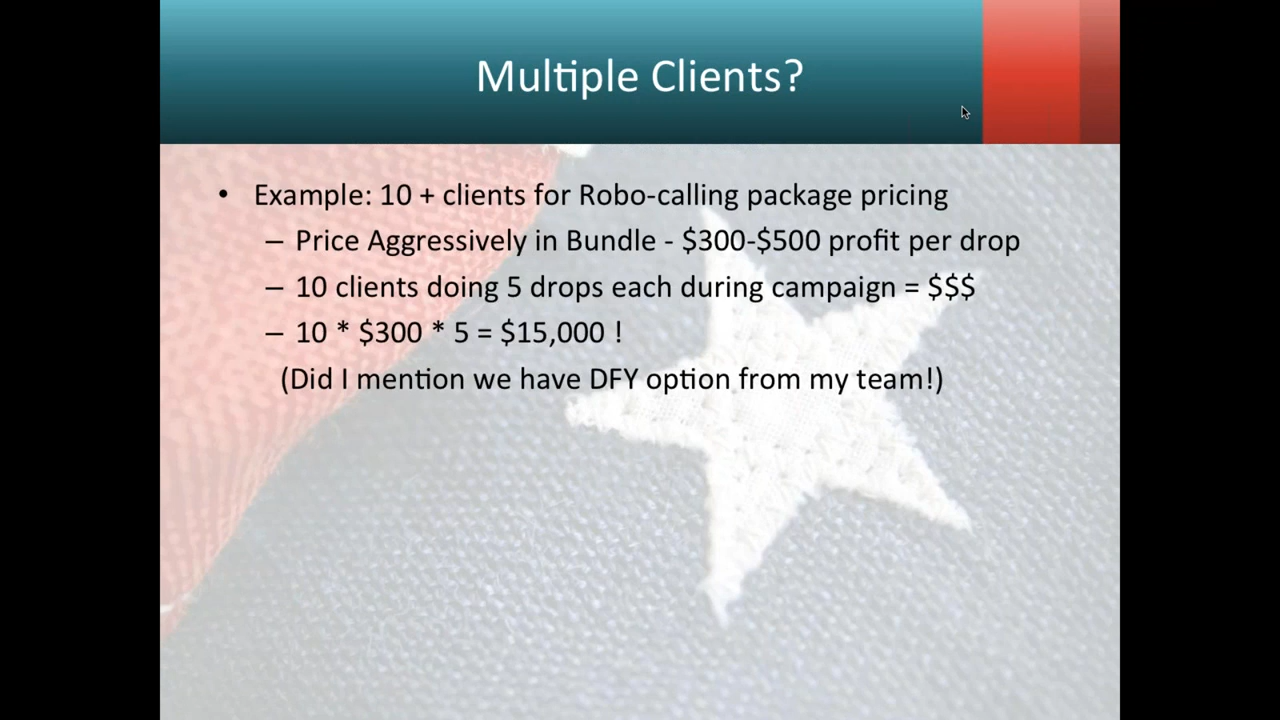 Multiple Clients?
• Example: 10 + clients for Robo-calling package pricing
– Price Aggressively in Bundle - $300-$500 profit per drop
– 10 clients doing 5 drops each during campaign = $$$
– 10 * $300 * 5 = $15,000 !
(Did I mention we have DFY option from my team!)